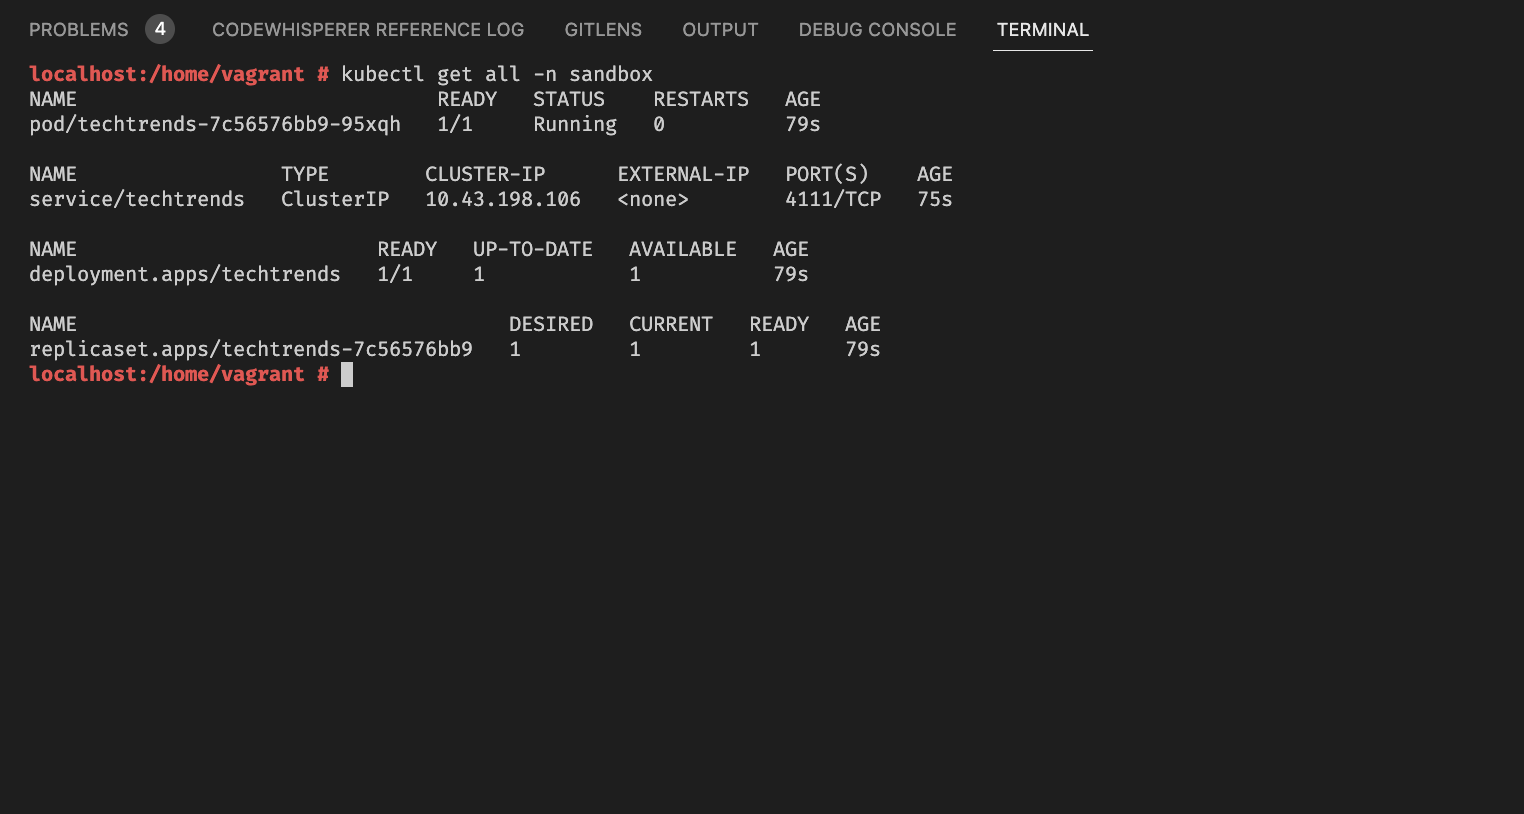 PROBLEMS 4 CODEWHISPERER REFERENCE LOG GITLENS OUTPUT DEBUG CONSOLE TERMINAL
localhost:/home/vagrant # kubectl get all -n sandbox
NAME READY STATUS RESTARTS AGE
pod/techtrends-7c56576bb9-95xqh 1/1 Running 0 79s
NAME TYPE CLUSTER-IP EXTERNAL-IP PORT(S) AGE
service/techtrends ClusterIP 10.43.198.106 <none> 4111/TCP 75s
NAME READY UP-TO-DATE AVAILABLE AGE
deployment.apps/techtrends 1/1 1 1 79s
NAME DESIRED CURRENT READY AGE
replicaset.apps/techtrends-7c56576bb9 1 1 1 79s
localhost:/home/vagrant #